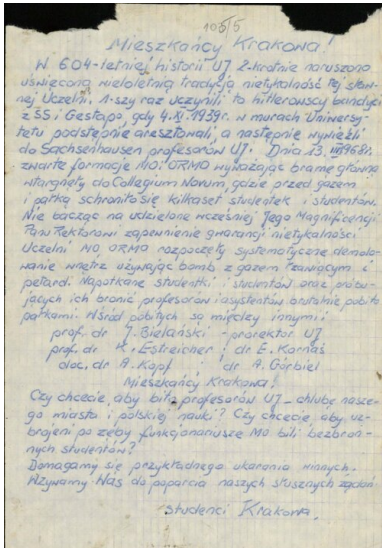 105/5
Mieszkańcy Krakowa!
W 604-letniej historii UJ 2-krotnie naruszono
uświęconą wieloletnią tradycją nietykalność tej sław-
nej Uczelni. 1-szy raz uczynili to hitlerowscy bandyci
z SS i Gestapo, gdy 4.XI.1939r. w murach Uniwersy-
tetu podstępnie aresztowali, a następnie wywieźli
do Sachsenhausen profesorów UJ. Dnia 13.III.1968r.
zwarte formacje MO i ORMO wyważając bramę główną
wtargnęły do Collegium Novum, gdzie przed gazem
i pałką schroniło się kilkaset studentek i studentów.
Nie bacząc na udzielone wcześniej Jego Magnificencji
Panu Rektorowi zapewnienie gwarancji nietykalności
Uczelni MO i ORMO rozpoczęły systematyczne demolo-
wanie wnętrz używając bomb z gazem łzawiącym i
petard. Napotkane studentki i studentów oraz próbu-
jących ich bronić profesorów i asystentów brutalnie pobito
pałkami. Wśród pobitych są między innymi:
prof. dr J. Bielański - prorektor UJ
prof. dr K. Estreicher i dr E. Kornaś
doc. dr A. Kopf i dr A. Górbiel
Mieszkańcy Krakowa!
Czy chcecie, aby bito profesorów UJ - chlubę nasze-
go miasta i polskiej nauki? Czy chcecie aby uz-
brojeni po zęby funkcjonariusze MO bili bezbron-
nych studentów?
Domagamy się przykładnego ukarania winnych.
Wzywamy Was do poparcia naszych słusznych żądań.
studenci Krakowa.